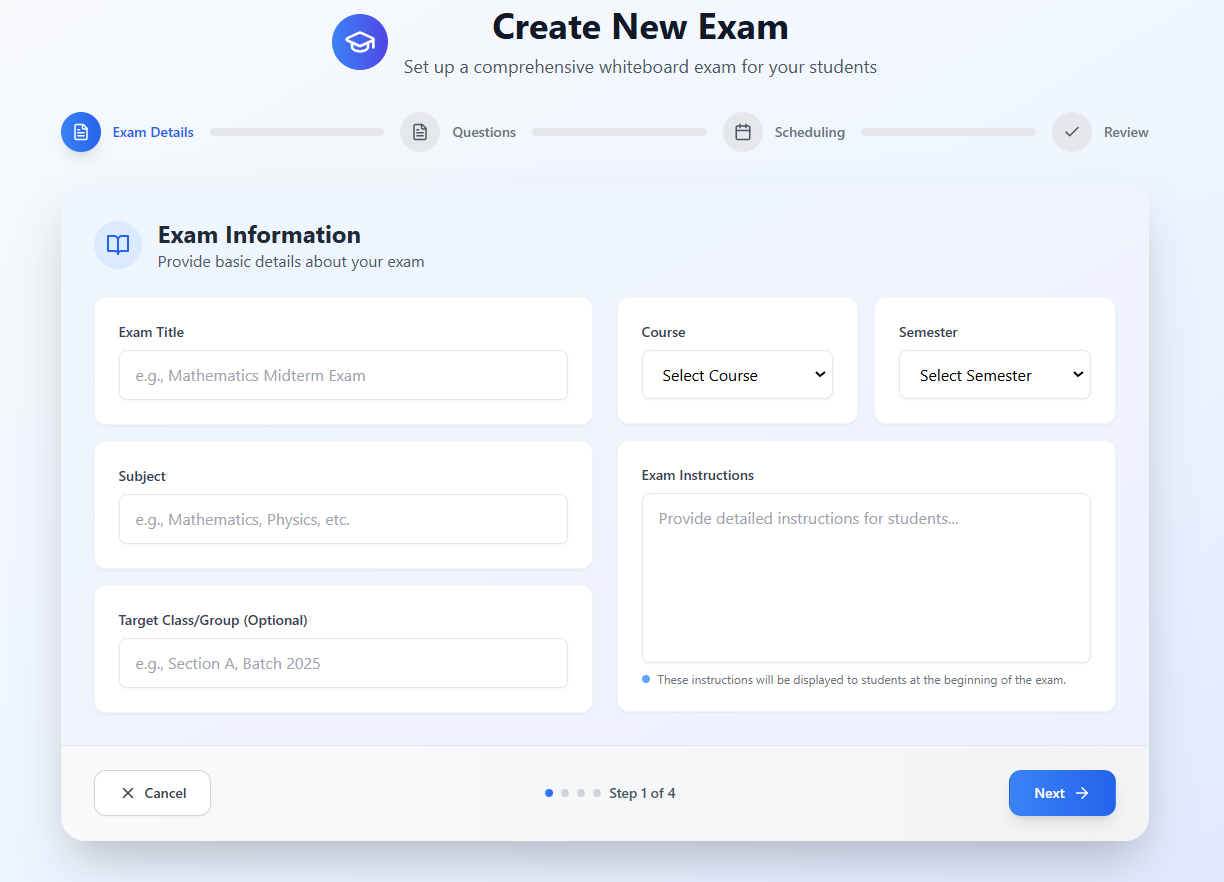 Create New Exam
Set up a comprehensive whiteboard exam for your students
Exam Details
Questions
Scheduling
Review
Exam Information
Provide basic details about your exam
Exam Title
e.g., Mathematics Midterm Exam
Course
Select Course
Semester
Select Semester
Subject
e.g., Mathematics, Physics, etc.
Exam Instructions
Provide detailed instructions for students...
These instructions will be displayed to students at the beginning of the exam.
Target Class/Group (Optional)
e.g., Section A, Batch 2025
Cancel
Step 1 of 4
Next